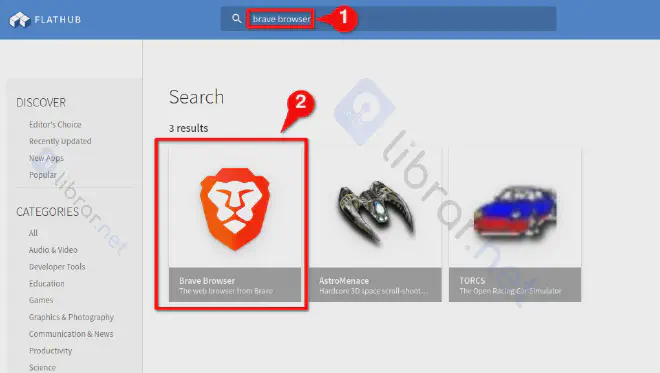 FLATHUB
brave browser
1
DISCOVER
Editor's Choice
Recently Updated
New Apps
Popular
CATEGORIES
All
Audio & Video
Developer Tools
Education
Games
Graphics & Photography
Communication & News
Productivity
Science
Search
3 results
2
Brave Browser
The web browser from Brave
AstroMenace
Hardcore 3D space scroll-shoot...
TORCS
The Open Racing Car Simulator
libror.net
libror.net